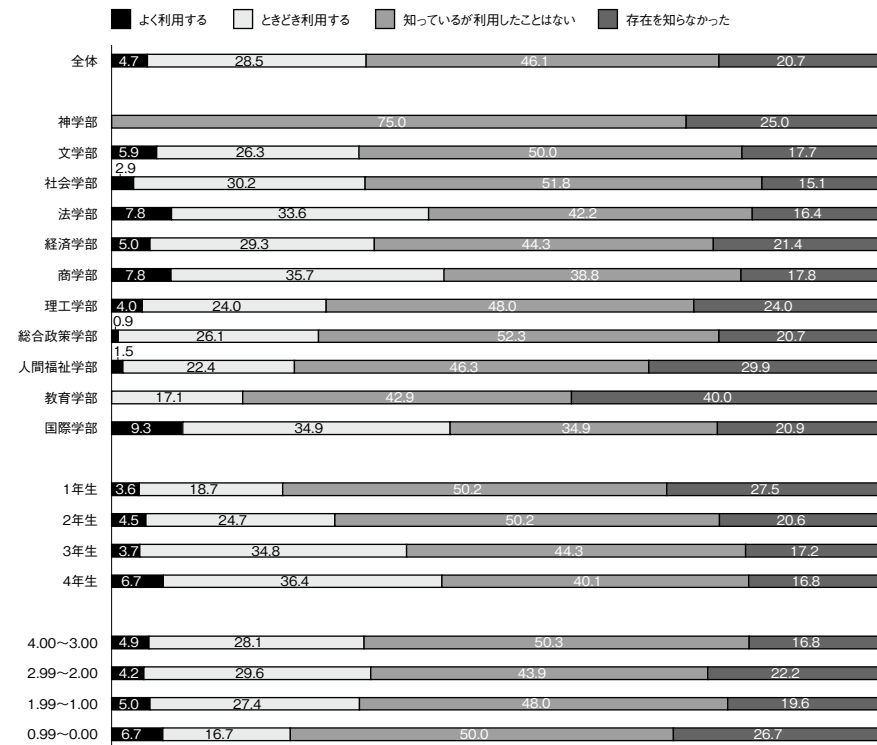 よく利用する ときどき利用する 知っているが利用したことはない 存在を知らなかった
全体 4.7 28.5 46.1 20.7
神学部 75.0 25.0
文学部 5.9 26.3 50.0 17.7
社会学部 2.9 30.2 51.8 15.1
法学部 7.8 33.6 42.2 16.4
経済学部 5.0 29.3 44.3 21.4
商学部 7.8 35.7 38.8 17.8
理工学部 4.0 24.0 48.0 24.0
総合政策学部 0.9 26.1 52.3 20.7
人間福祉学部 1.5 22.4 46.3 29.9
教育学部 17.1 42.9 40.0
国際学部 9.3 34.9 34.9 20.9
1年生 3.6 18.7 50.2 27.5
2年生 4.5 24.7 50.2 20.6
3年生 3.7 34.8 44.3 17.2
4年生 6.7 36.4 40.1 16.8
4.00〜3.00 4.9 28.1 50.3 16.8
2.99〜2.00 4.2 29.6 43.9 22.2
1.99〜1.00 5.0 27.4 48.0 19.6
0.99〜0.00 6.7 16.7 50.0 26.7